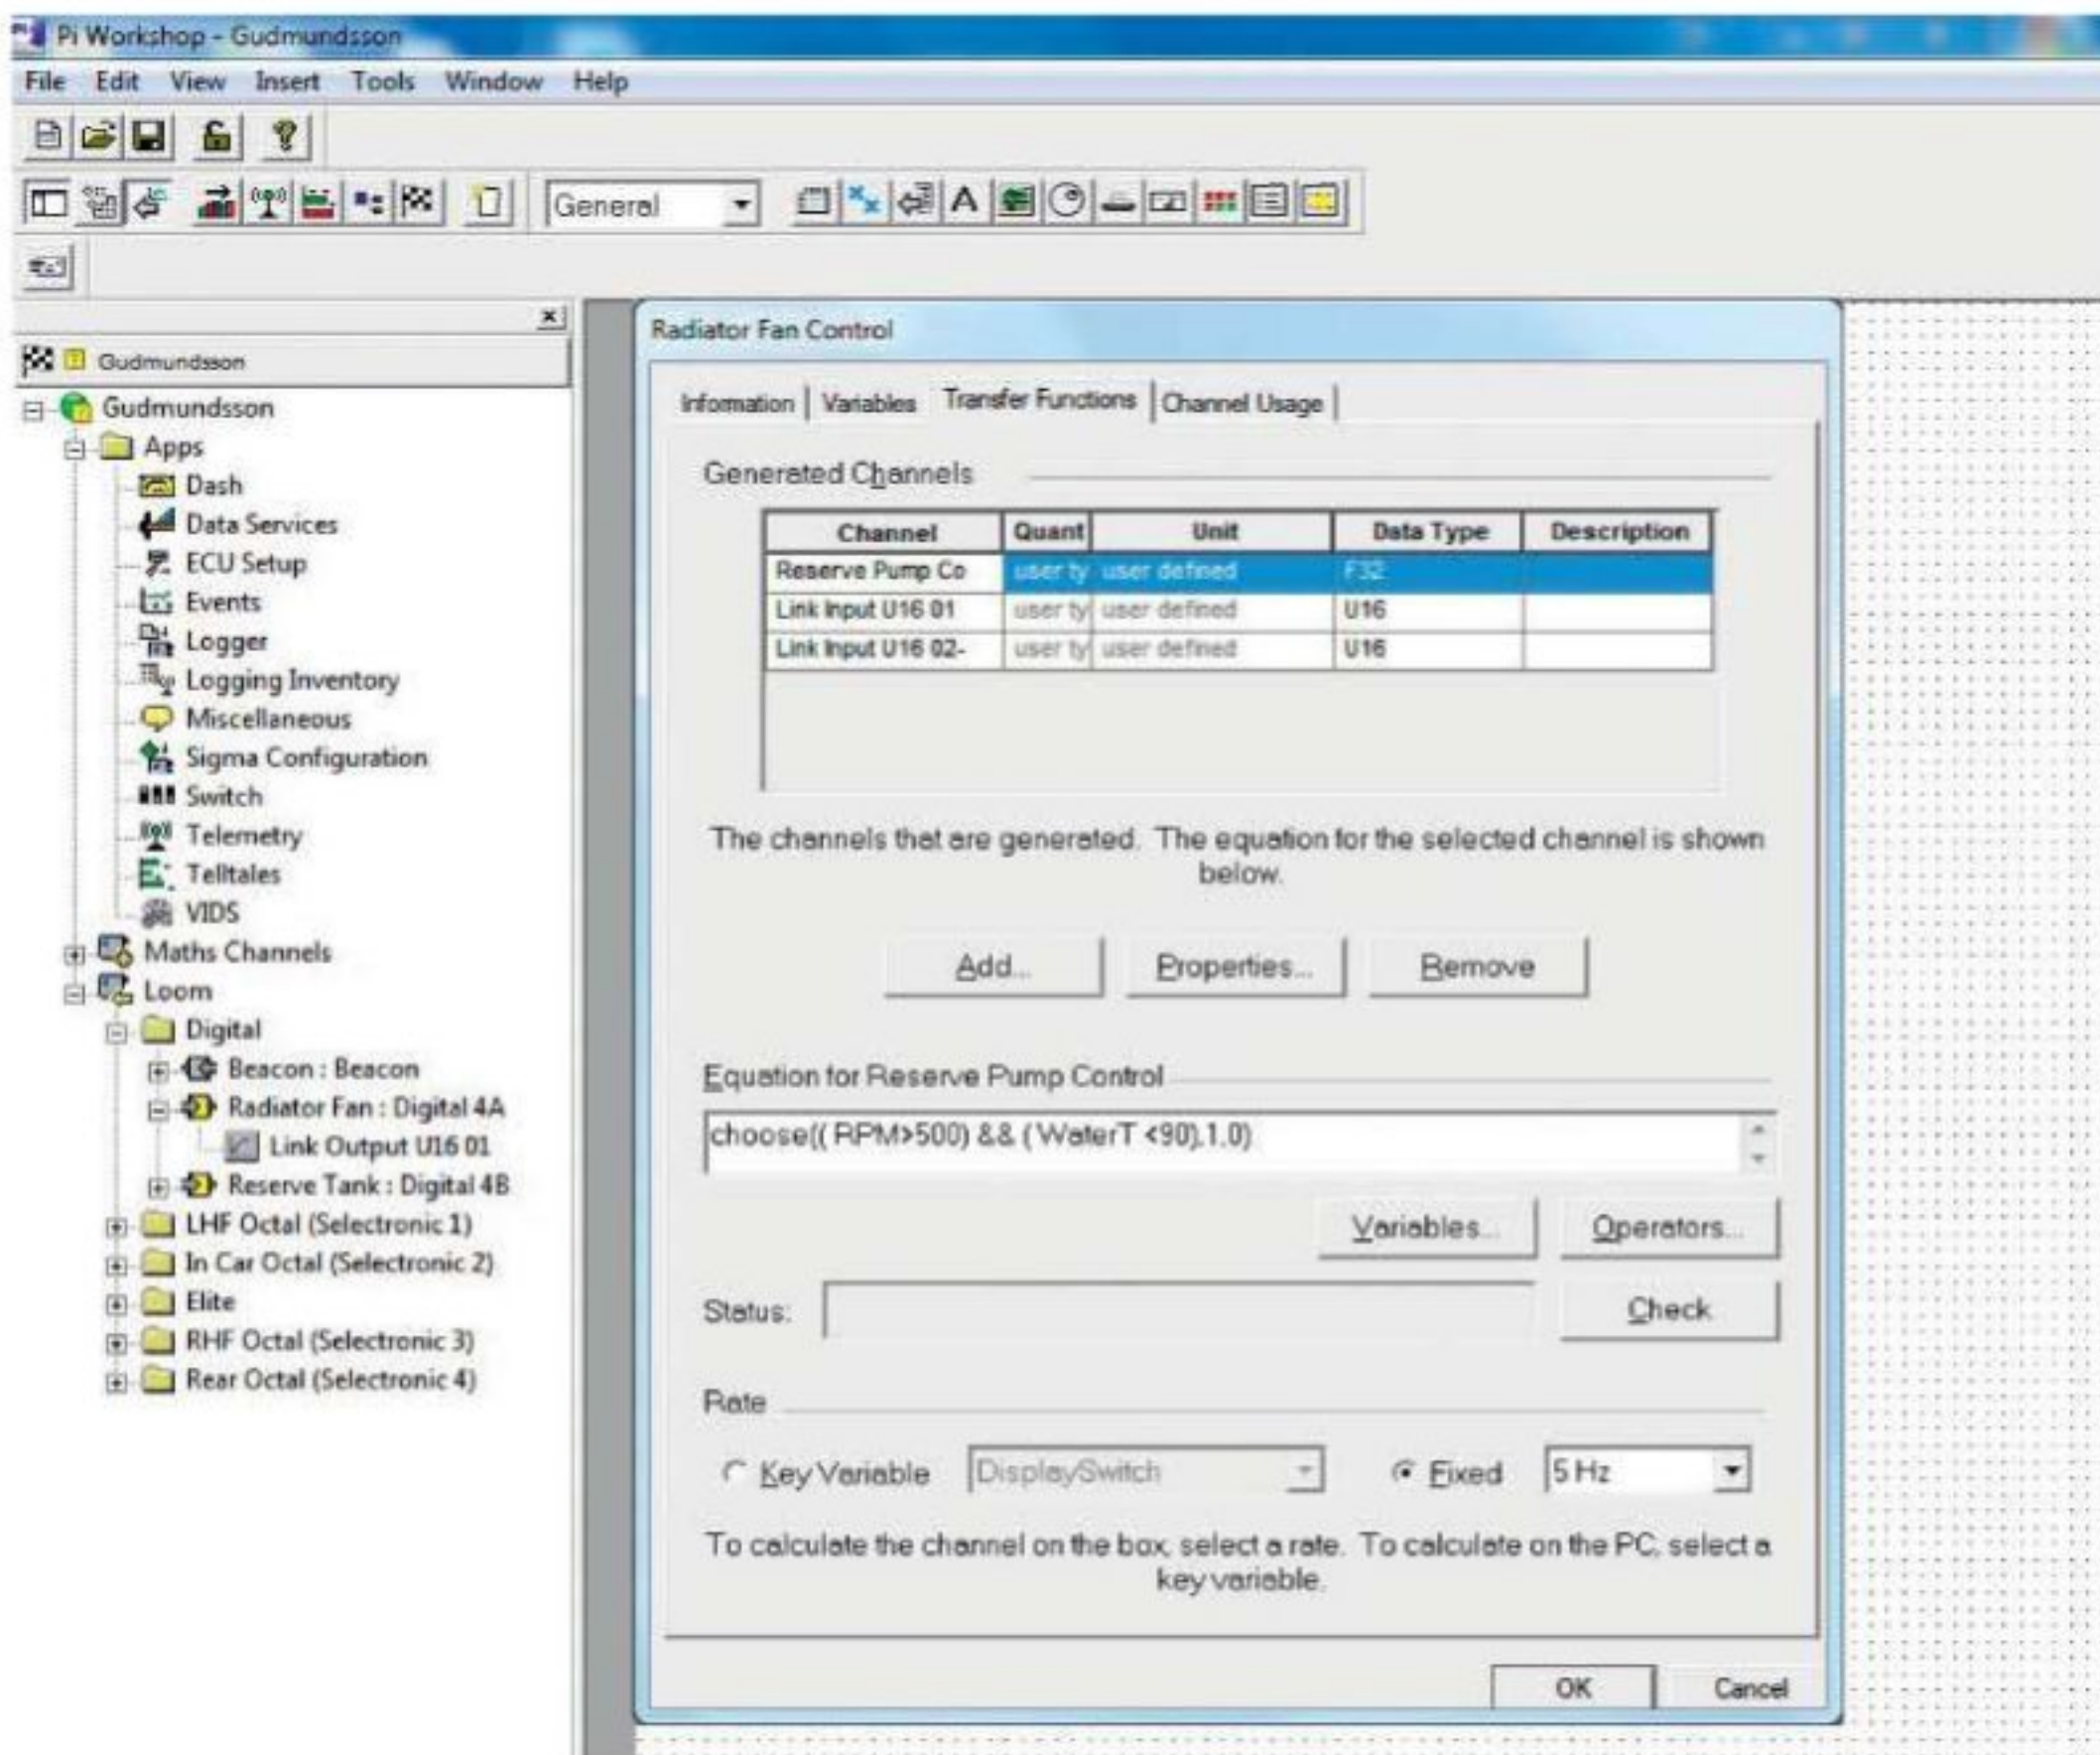 Pi Workshop - Gudmundsson
File Edit View Insert Tools Window Help
General
Gudmundsson
Gudmundsson
Apps
Dash
Data Services
ECU Setup
Events
Logger
Logging Inventory
Miscellaneous
Sigma Configuration
Switch
Telemetry
Telltales
VIDS
Maths Channels
Loom
Digital
Beacon : Beacon
Radiator Fan : Digital 4A
Link Output U16 01
Reserve Tank : Digital 4B
LHF Octal (Selectronic 1)
In Car Octal (Selectronic 2)
Elite
RHF Octal (Selectronic 3)
Rear Octal (Selectronic 4)
Radiator Fan Control
Information Variables Transfer Functions Channel Usage
Generated Channels
Channel Quant Unit Data Type Description
Reserve Pump Co user ty user defined F32
Link Input U16 01 user ty user defined U16
Link Input U16 02- user ty user defined U16
The channels that are generated. The equation for the selected channel is shown
below.
Add... Properties... Remove
Equation for Reserve Pump Control
choose(( RPM>500) && ( WaterT <90),1,0)
Variables... Operators...
Status: Check
Rate
Key Variable DisplaySwitch Fixed 5 Hz
To calculate the channel on the box, select a rate. To calculate on the PC, select a
key variable.
OK Cancel